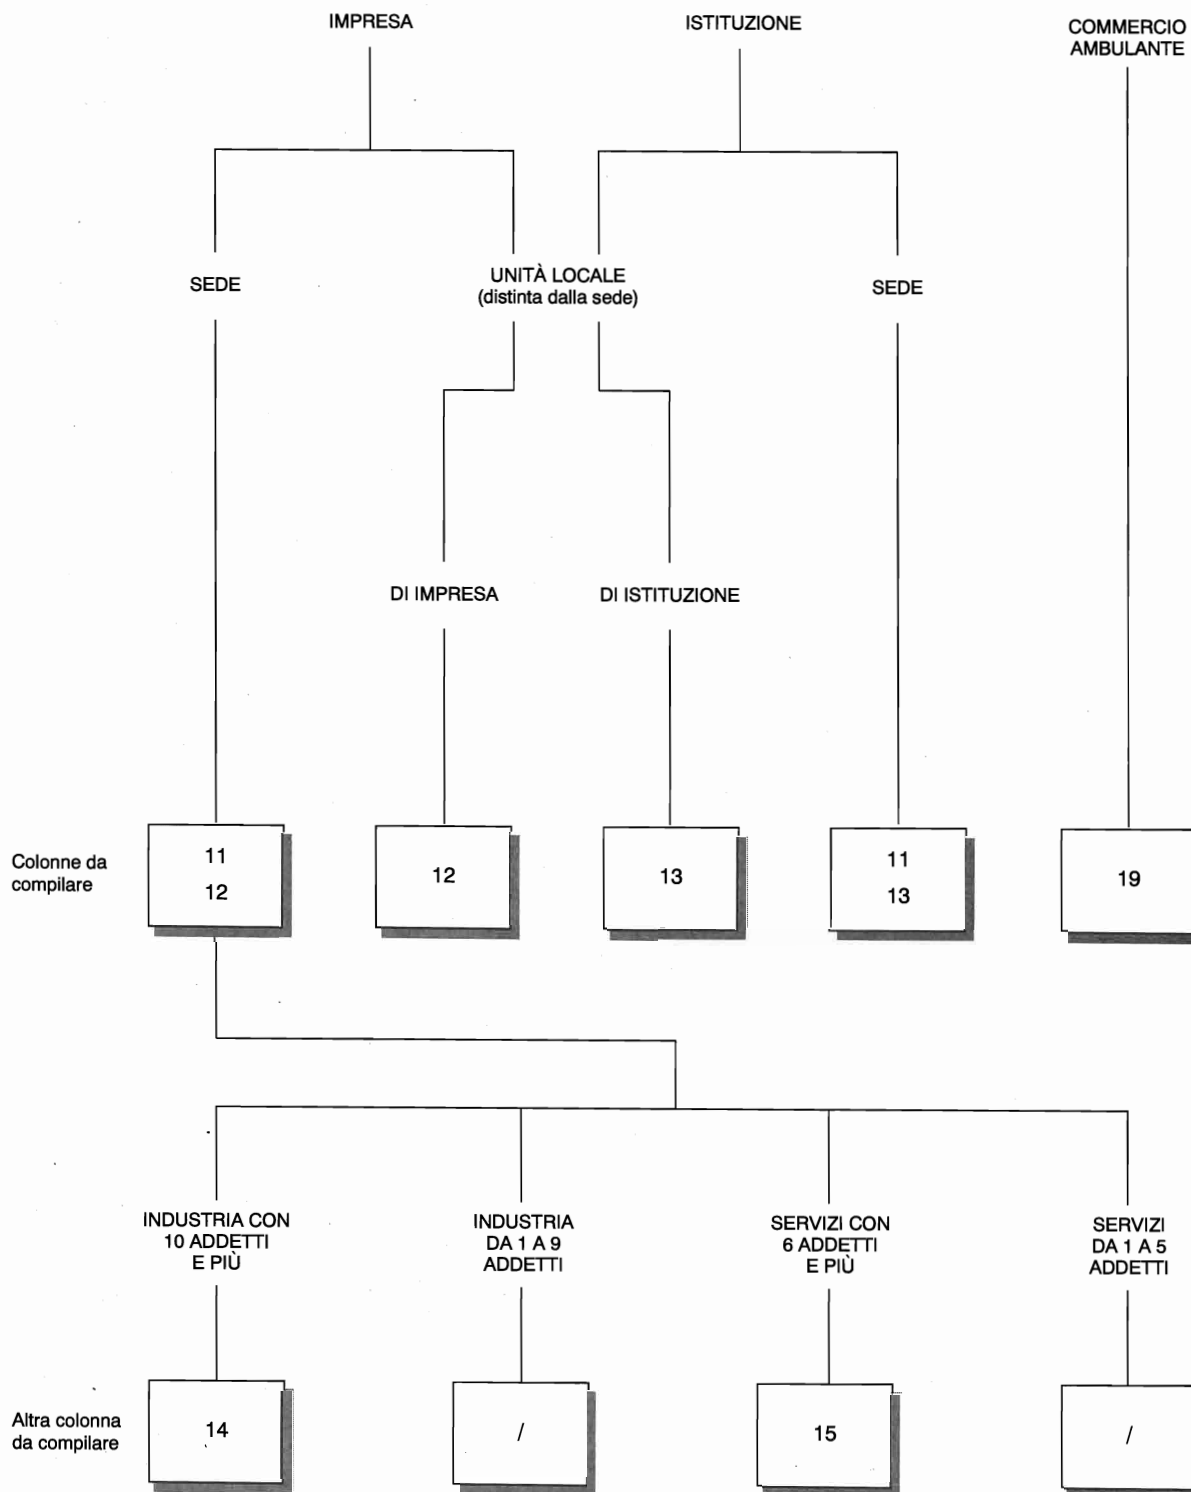 IMPRESA
ISTITUZIONE
COMMERCIO
AMBULANTE
SEDE
UNITÀ LOCALE
(distinta dalla sede)
SEDE
DI IMPRESA
DI ISTITUZIONE
Colonne da
compilare
11
12
12
13
11
13
19
INDUSTRIA CON
10 ADDETTI
E PIÙ
INDUSTRIA
DA 1 A 9
ADDETTI
SERVIZI CON
6 ADDETTI
E PIÙ
SERVIZI
DA 1 A 5
ADDETTI
Altra colonna
da compilare
14
/
15
/